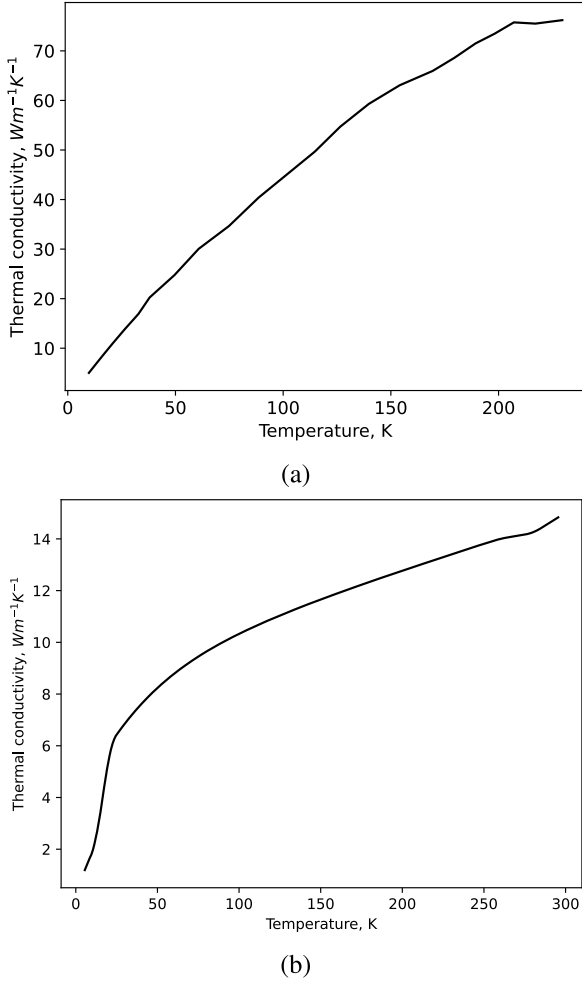 Thermal conductivity, Wm⁻¹K⁻¹
70
60
50
40
30
20
10
0 50 100 150 200
Temperature, K
(a)
Thermal conductivity, Wm⁻¹K⁻¹
14
12
10
8
6
4
2
0 50 100 150 200 250 300
Temperature, K
(b)